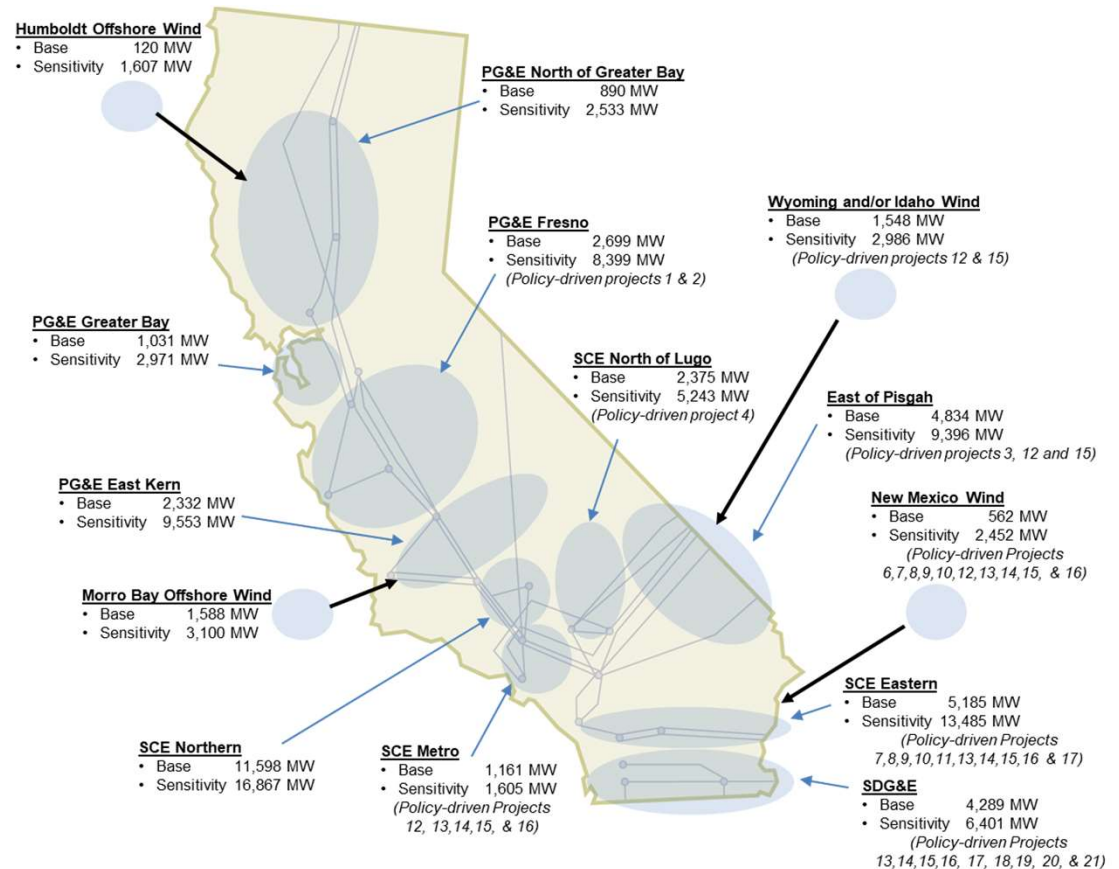 Humboldt Offshore Wind
• Base 120 MW
• Sensitivity 1,607 MW
PG&E North of Greater Bay
• Base 890 MW
• Sensitivity 2,533 MW
PG&E Fresno
• Base 2,699 MW
• Sensitivity 8,399 MW
(Policy-driven projects 1 & 2)
Wyoming and/or Idaho Wind
• Base 1,548 MW
• Sensitivity 2,986 MW
(Policy-driven projects 12 & 15)
PG&E Greater Bay
• Base 1,031 MW
• Sensitivity 2,971 MW
SCE North of Lugo
• Base 2,375 MW
• Sensitivity 5,243 MW
(Policy-driven project 4)
East of Pisgah
• Base 4,834 MW
• Sensitivity 9,396 MW
(Policy-driven projects 3, 12 and 15)
PG&E East Kern
• Base 2,332 MW
• Sensitivity 9,553 MW
New Mexico Wind
• Base 562 MW
• Sensitivity 2,452 MW
(Policy-driven Projects
6,7,8,9,10,12,13,14,15, & 16)
Morro Bay Offshore Wind
• Base 1,588 MW
• Sensitivity 3,100 MW
SCE Eastern
• Base 5,185 MW
• Sensitivity 13,485 MW
(Policy-driven Projects
7,8,9,10,11,13,14,15,16 & 17)
SCE Northern
• Base 11,598 MW
• Sensitivity 16,867 MW
SCE Metro
• Base 1,161 MW
• Sensitivity 1,605 MW
(Policy-driven Projects
12, 13,14,15, & 16)
SDG&E
• Base 4,289 MW
• Sensitivity 6,401 MW
(Policy-driven Projects
13,14,15,16, 17, 18,19, 20, & 21)